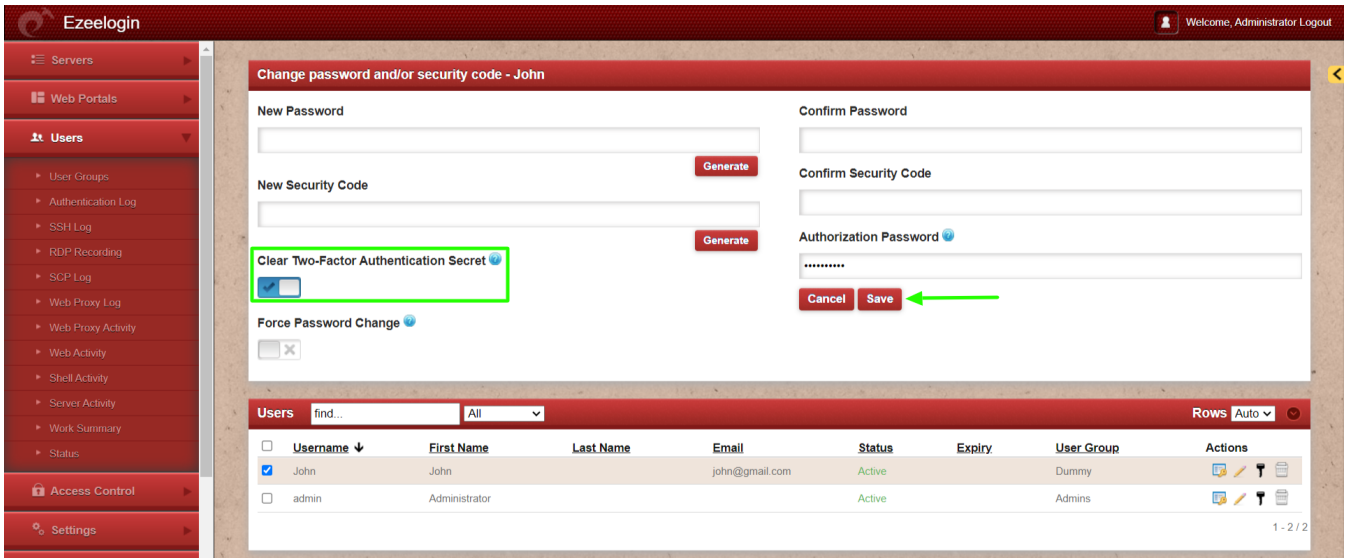 Ezeelogin
Welcome, Administrator Logout
Servers
Web Portals
Users
User Groups
Authentication Log
SSH Log
RDP Recording
SCP Log
Web Proxy Log
Web Proxy Activity
Web Activity
Shell Activity
Server Activity
Work Summary
Status
Access Control
Settings
Change password and/or security code - John
New Password
Confirm Password
Generate
New Security Code
Confirm Security Code
Generate
Clear Two-Factor Authentication Secret
Authorization Password
••••••••••
Cancel Save
Force Password Change
Users find... All Rows Auto
Username First Name Last Name Email Status Expiry User Group Actions
John John john@gmail.com Active Dummy
admin Administrator Active Admins
1 - 2 / 2